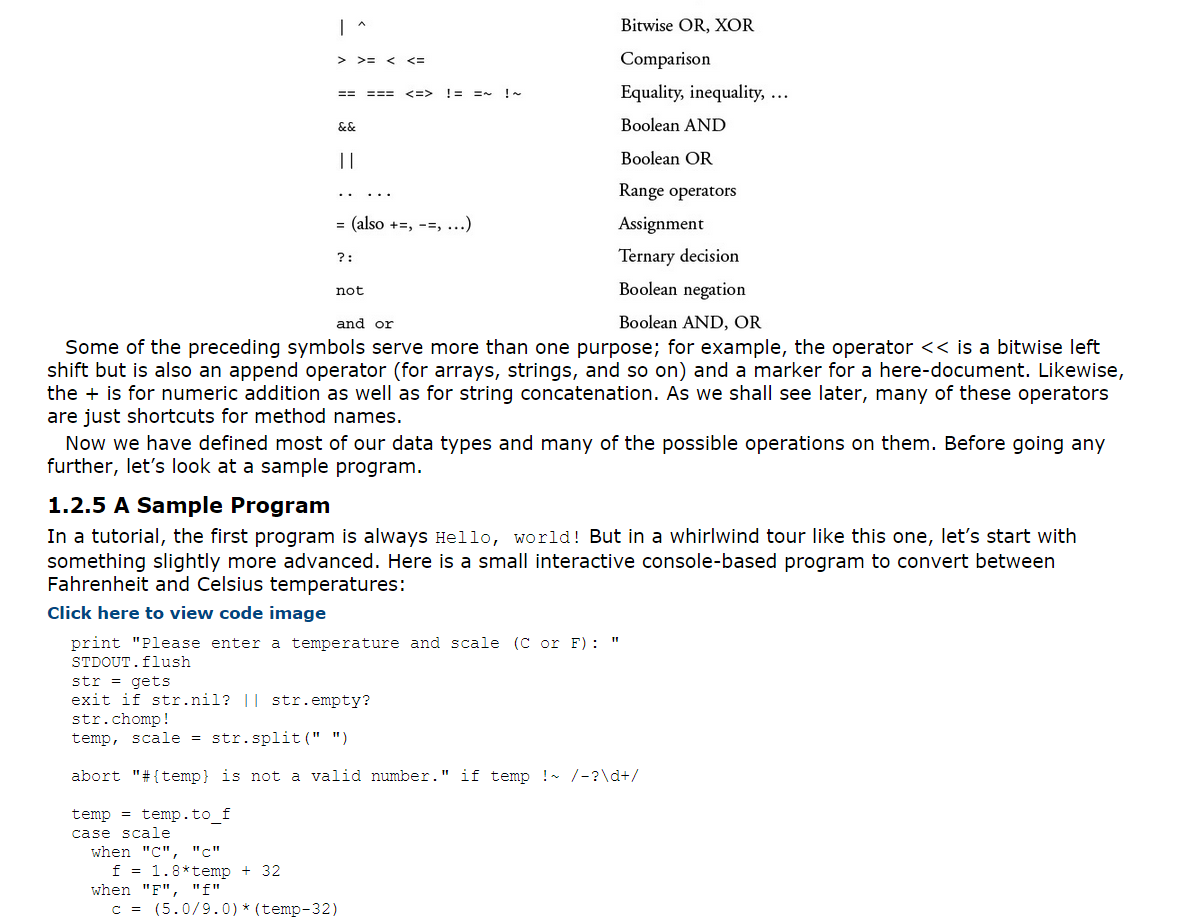 | ^ Bitwise OR, XOR
> >= < <= Comparison
== === <=> != =~ !~ Equality, inequality, …
&& Boolean AND
|| Boolean OR
.. ... Range operators
= (also +=, -=, …) Assignment
?: Ternary decision
not Boolean negation
and or Boolean AND, OR
Some of the preceding symbols serve more than one purpose; for example, the operator << is a bitwise left
shift but is also an append operator (for arrays, strings, and so on) and a marker for a here-document. Likewise,
the + is for numeric addition as well as for string concatenation. As we shall see later, many of these operators
are just shortcuts for method names.
Now we have defined most of our data types and many of the possible operations on them. Before going any
further, let’s look at a sample program.
1.2.5 A Sample Program
In a tutorial, the first program is always Hello, world! But in a whirlwind tour like this one, let’s start with
something slightly more advanced. Here is a small interactive console-based program to convert between
Fahrenheit and Celsius temperatures:
Click here to view code image
print "Please enter a temperature and scale (C or F): "
STDOUT.flush
str = gets
exit if str.nil? || str.empty?
str.chomp!
temp, scale = str.split(" ")
abort "#{temp} is not a valid number." if temp !~ /-?\d+/
temp = temp.to_f
case scale
when "C", "c"
f = 1.8*temp + 32
when "F", "f"
c = (5.0/9.0)*(temp-32)